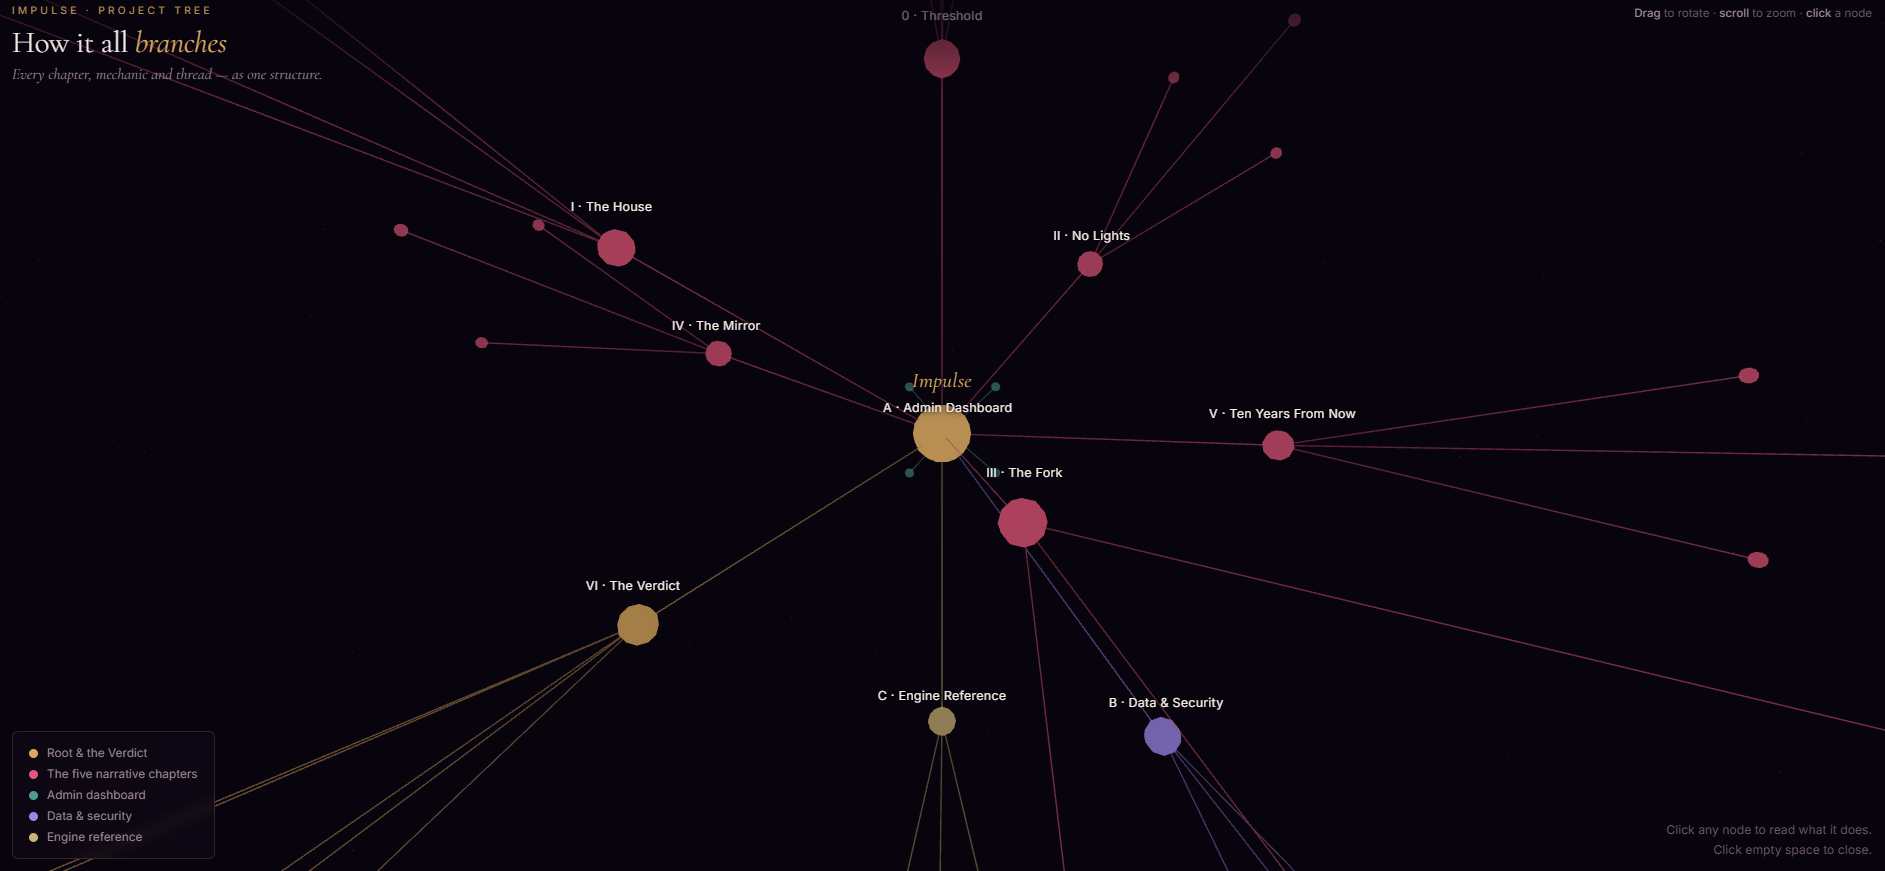 IMPULSE · PROJECT TREE
How it all branches
Every chapter, mechanic and thread — as one structure.
0 · Threshold
Drag to rotate · scroll to zoom · click a node
I · The House
II · No Lights
IV · The Mirror
Impulse
A · Admin Dashboard
V · Ten Years From Now
III · The Fork
VI · The Verdict
C · Engine Reference
B · Data & Security
Root & the Verdict
The five narrative chapters
Admin dashboard
Data & security
Engine reference
Click any node to read what it does.
Click empty space to close.